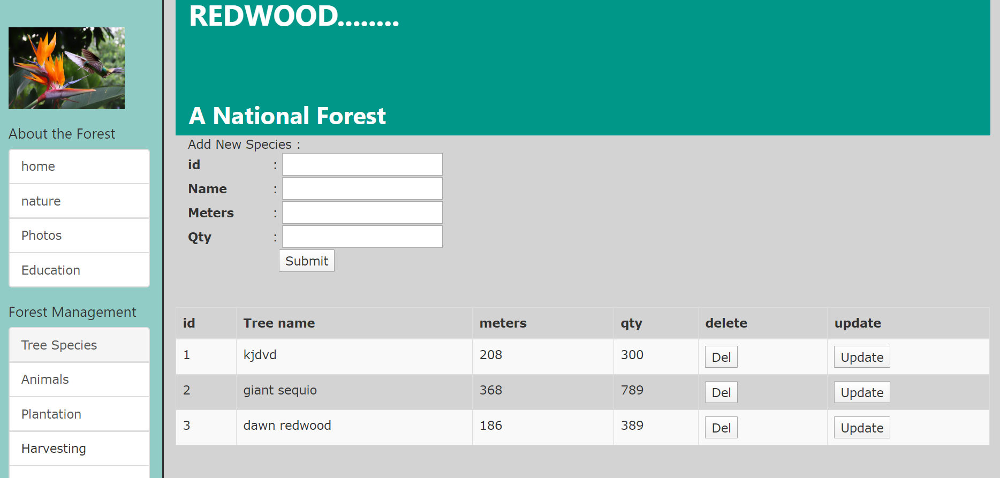 REDWOOD........
A National Forest
About the Forest
home
nature
Photos
Education
Forest Management
Tree Species
Animals
Plantation
Harvesting
Add New Species :
id :
Name :
Meters :
Qty :
Submit
id Tree name meters qty delete update
1 kjdvd 208 300 Del Update
2 giant sequio 368 789 Del Update
3 dawn redwood 186 389 Del Update